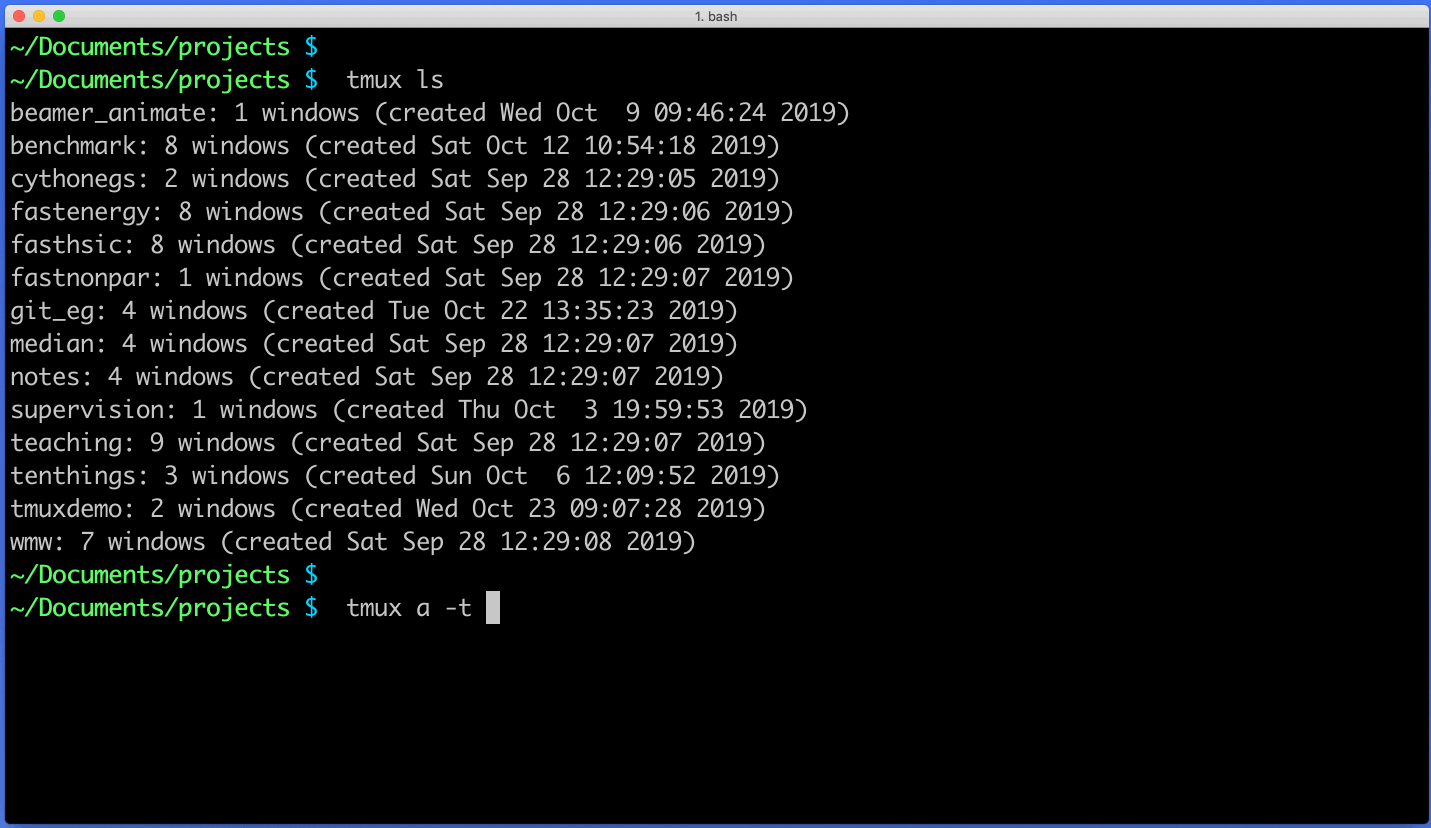 1. bash
~/Documents/projects $
~/Documents/projects $  tmux ls
beamer_animate: 1 windows (created Wed Oct  9 09:46:24 2019)
benchmark: 8 windows (created Sat Oct 12 10:54:18 2019)
cythonegs: 2 windows (created Sat Sep 28 12:29:05 2019)
fastenergy: 8 windows (created Sat Sep 28 12:29:06 2019)
fasthsic: 8 windows (created Sat Sep 28 12:29:06 2019)
fastnonpar: 1 windows (created Sat Sep 28 12:29:07 2019)
git_eg: 4 windows (created Tue Oct 22 13:35:23 2019)
median: 4 windows (created Sat Sep 28 12:29:07 2019)
notes: 4 windows (created Sat Sep 28 12:29:07 2019)
supervision: 1 windows (created Thu Oct  3 19:59:53 2019)
teaching: 9 windows (created Sat Sep 28 12:29:07 2019)
tenthings: 3 windows (created Sun Oct  6 12:09:52 2019)
tmuxdemo: 2 windows (created Wed Oct 23 09:07:28 2019)
wmw: 7 windows (created Sat Sep 28 12:29:08 2019)
~/Documents/projects $
~/Documents/projects $  tmux a -t